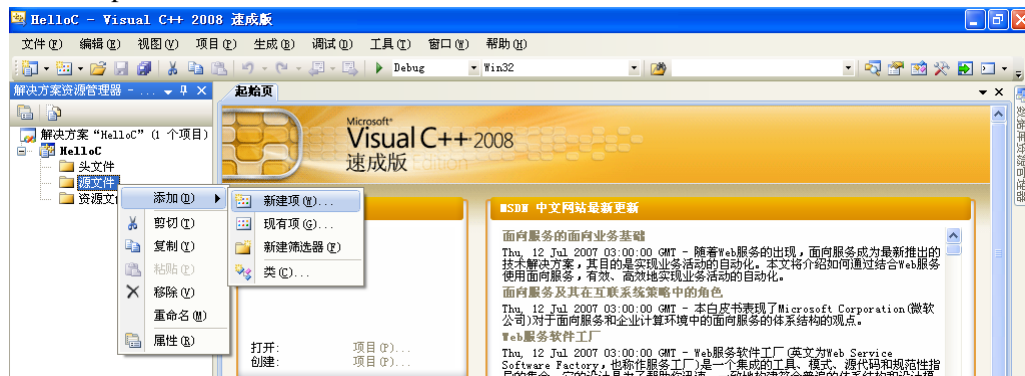 HelloC - Visual C++ 2008 速成版
文件(F) 编辑(E) 视图(V) 项目(P) 生成(B) 调试(D) 工具(T) 窗口(W) 帮助(H)
Debug Win32
解决方案资源管理器 - ...
起始页
解决方案“HelloC”(1 个项目)
HelloC
头文件
源文件
资源文
添加(D)
剪切(T)
复制(Y)
粘贴(P)
移除(V)
重命名(M)
属性(R)
新建项(W)...
现有项(G)...
新建筛选器(F)
类(C)...
Microsoft
Visual C++ 2008
速成版
打开: 项目(P)...
创建: 项目(P)...
MSDN 中文网站最新更新
面向服务的面向业务基础
Thu, 12 Jul 2007 03:00:00 GMT - 随着Web服务的出现，面向服务成为最新推出的
技术解决方案，其目的是实现业务活动的自动化。本文将介绍如何通过结合Web服务
使用面向服务，有效、高效地实现业务活动的自动化。
面向服务及其在互联系统策略中的角色
Thu, 12 Jul 2007 03:00:00 GMT - 本白皮书表现了Microsoft Corporation(微软
公司)对于面向服务和企业计算环境中的面向服务的体系结构的观点。
Web服务软件工厂
Thu, 12 Jul 2007 03:00:00 GMT - Web服务软件工厂(英文为Web Service
Software Factory，也称作服务工厂)是一个集成的工具、模式、源代码和规范性指
数据库资源管理器